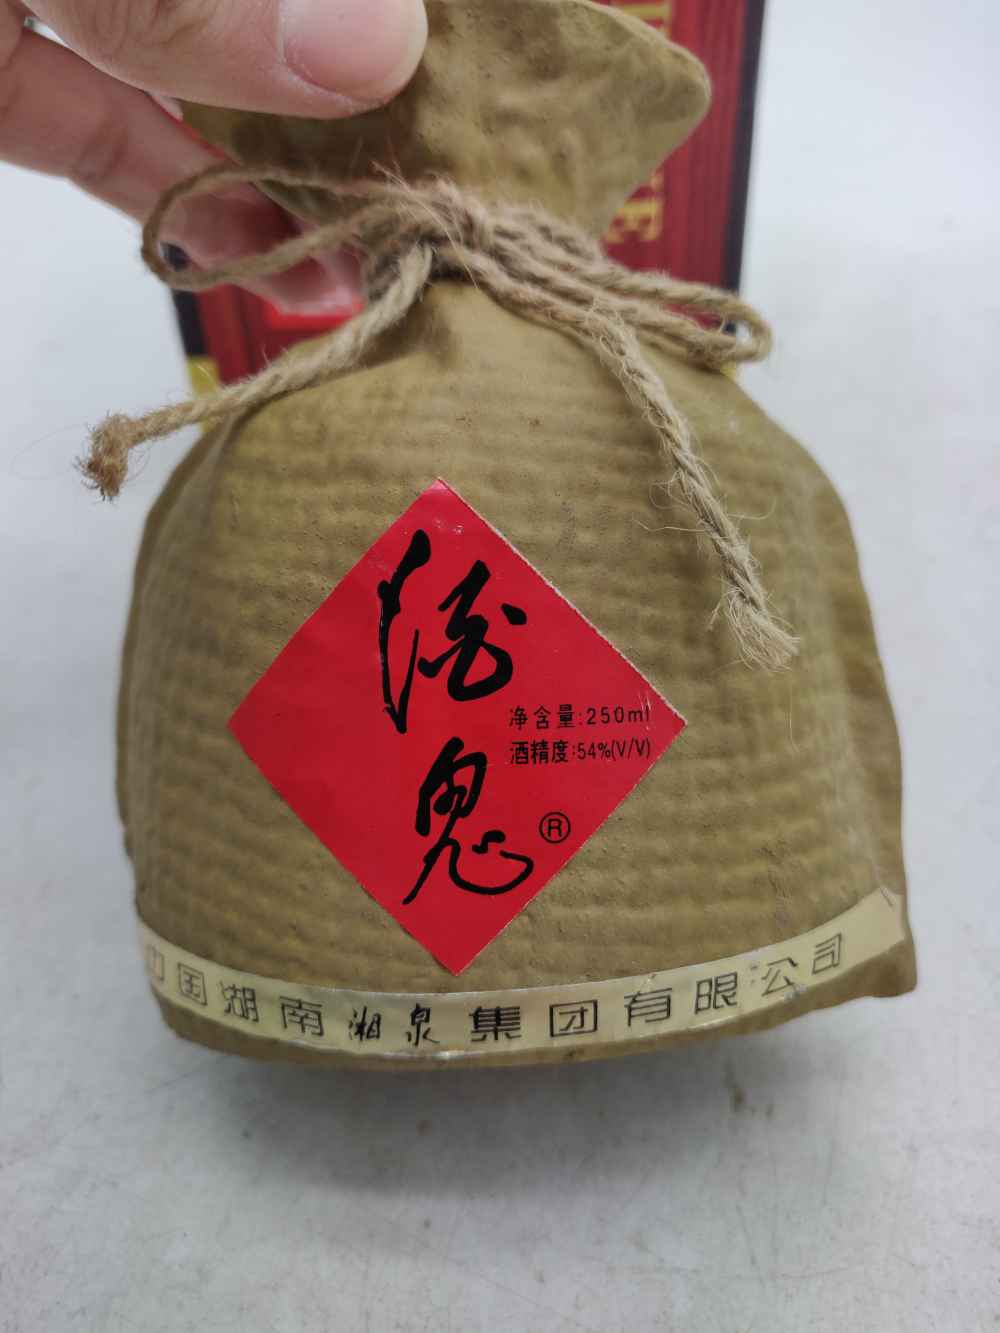 酒鬼
净含量:250ml
酒精度:54%(V/V)
®
中国湖南湘泉集团有限公司